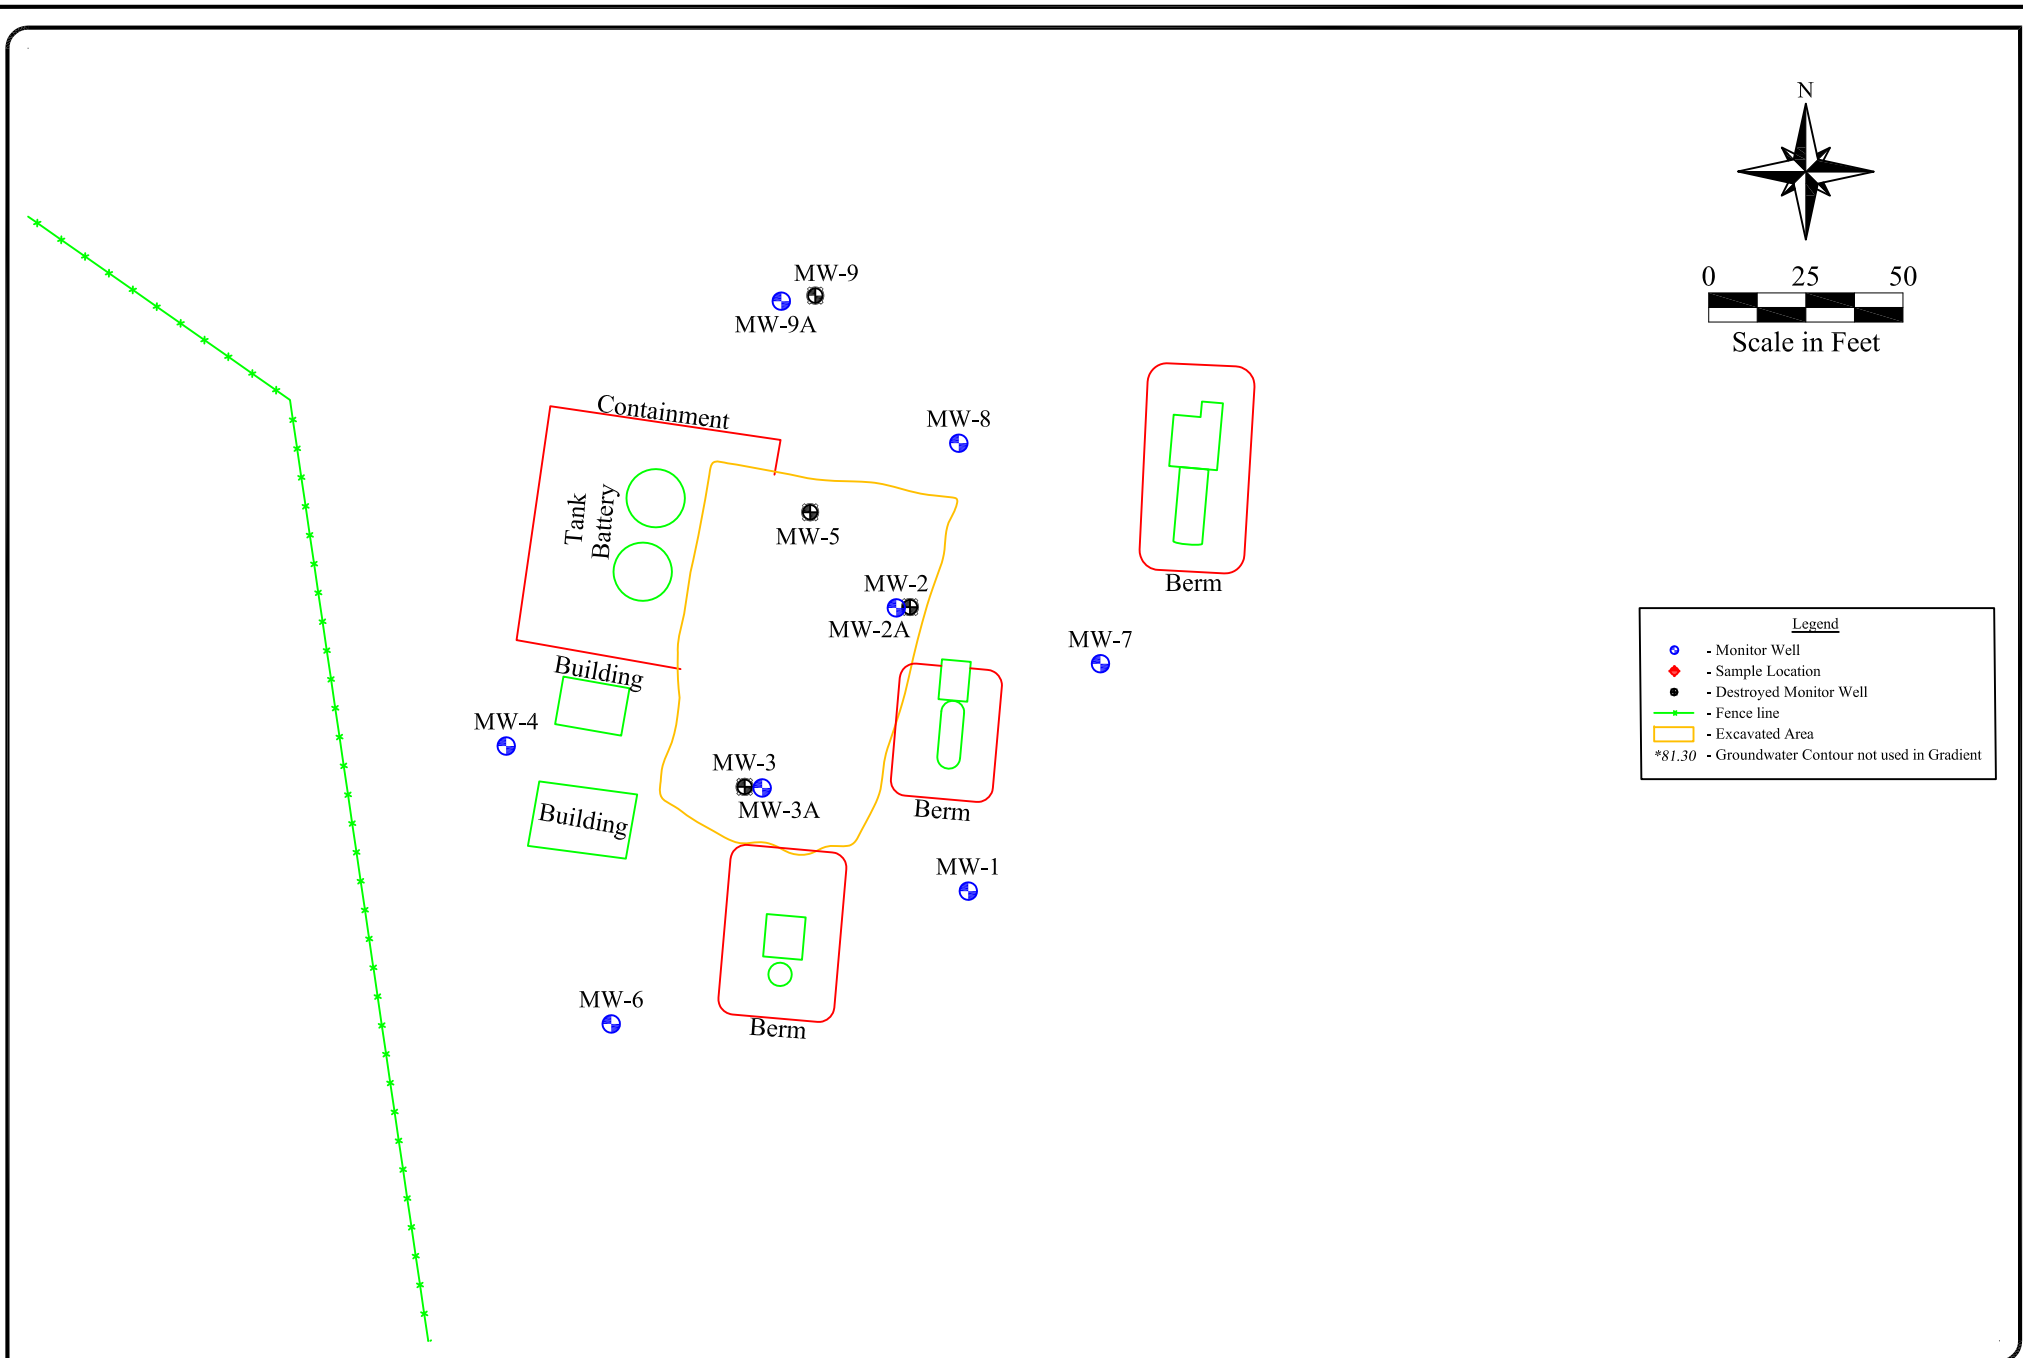 N
0 25 50
Scale in Feet
MW-9
MW-9A
Containment
MW-8
Tank
Battery
MW-5
MW-2
MW-2A
Berm
MW-7
Building
MW-4
MW-3
MW-3A
Building
Berm
MW-1
MW-6
Berm
Legend
- Monitor Well
- Sample Location
- Destroyed Monitor Well
- Fence line
- Excavated Area
*81.30 - Groundwater Contour not used in Gradient